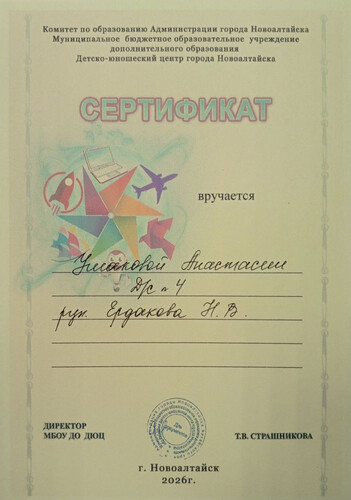 Комитет по образованию Администрации города Новоалтайска
Муниципальное бюджетное образовательное учреждение
дополнительного образования
Детско-юношеский центр города Новоалтайска
СЕРТИФИКАТ
вручается
Ушаковой Анастасии
Д/с № 4
рук. Ердакова Н.В.
ДИРЕКТОР
МБОУ ДО ДЮЦ
Т.В. СТРАШНИКОВА
г. Новоалтайск
2026г.